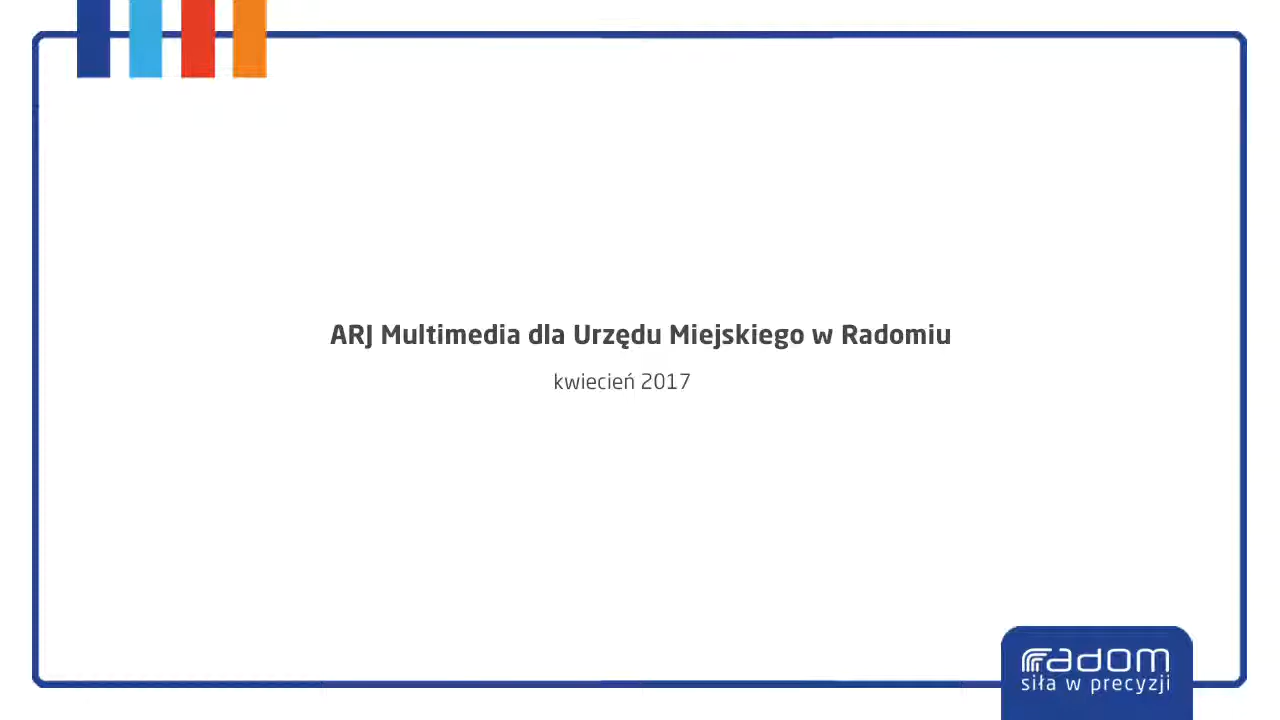 ARJ Multimedia dla Urzędu Miejskiego w Radomiu
kwiecień 2017
radom
siła w precyzji